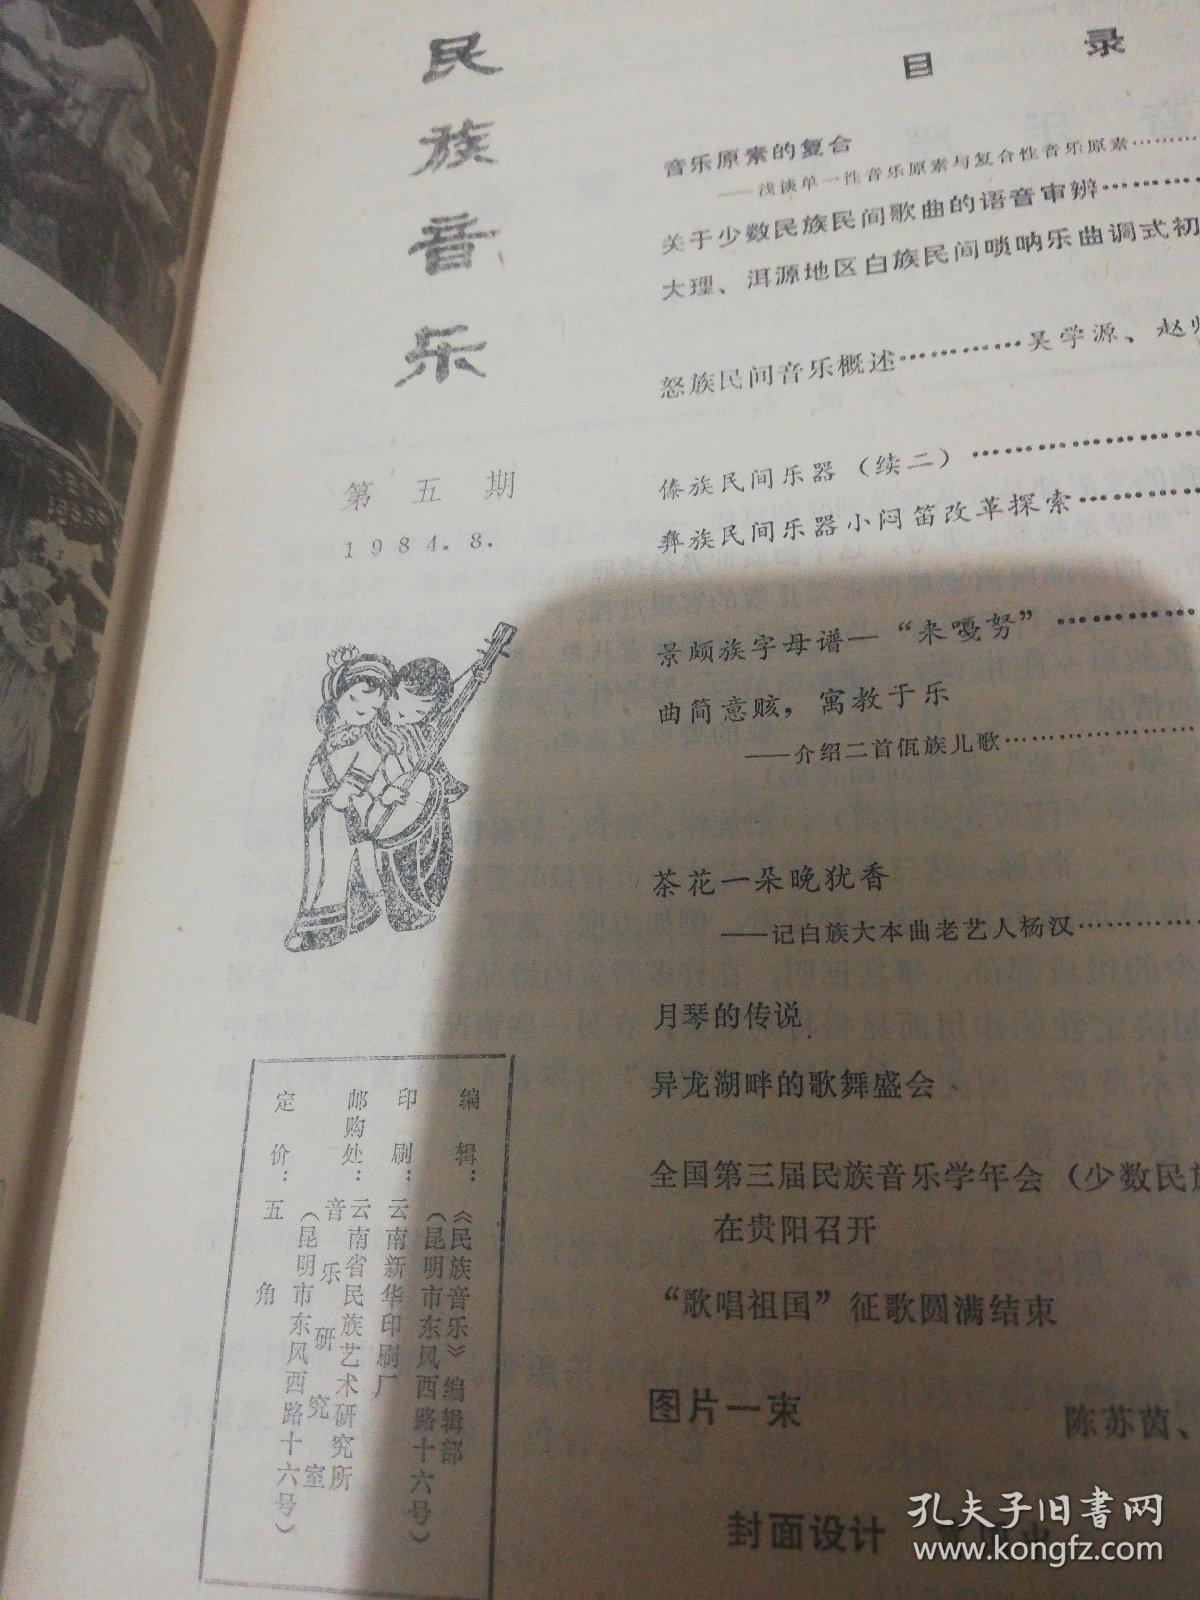 民族音乐
第五期
1984.8.
目录
音乐原素的复合
——浅谈单一性音乐原素与复合性音乐原素…………
关于少数民族民间歌曲的语音审辨…………
大理、洱源地区白族民间唢呐乐曲调式初
怒族民间音乐概述…………吴学源、赵
傣族民间乐器（续二）…………
彝族民间乐器小闷笛改革探索…………
景颇族字母谱—“来嘎努”…………
曲简意赅，寓教于乐
——介绍二首佤族儿歌…………
茶花一朵晚犹香
——记白族大本曲老艺人杨汉…………
月琴的传说
异龙湖畔的歌舞盛会
全国第三届民族音乐学年会（少数民族
在贵阳召开
“歌唱祖国”征歌圆满结束
图片一束 陈苏茵、
封面设计
编辑：《民族音乐》编辑部
（昆明市东风西路十六号）
印刷：云南新华印刷厂
邮购处：云南省民族艺术研究所
音乐研究室
（昆明市东风西路十六号）
定价：五角
孔夫子旧书网
www.kongfz.com